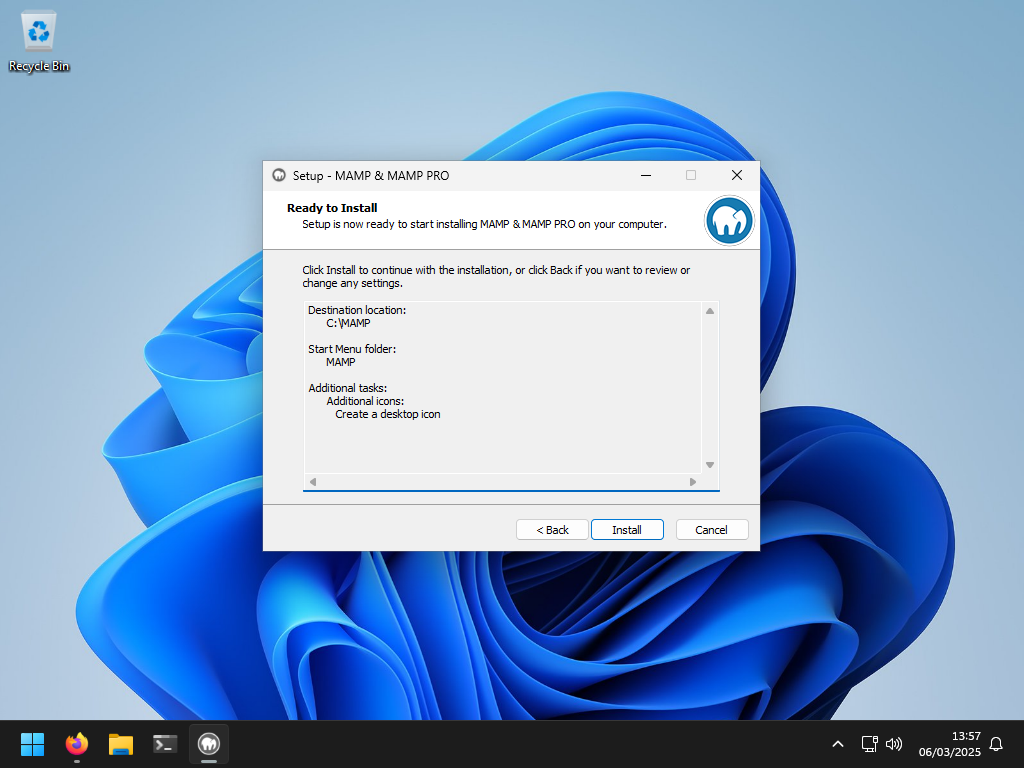 Recycle Bin
Setup - MAMP & MAMP PRO
Ready to Install
Setup is now ready to start installing MAMP & MAMP PRO on your computer.
Click Install to continue with the installation, or click Back if you want to review or
change any settings.
Destination location:
C:\MAMP
Start Menu folder:
MAMP
Additional tasks:
Additional icons:
Create a desktop icon
< Back
Install
Cancel
13:57
06/03/2025